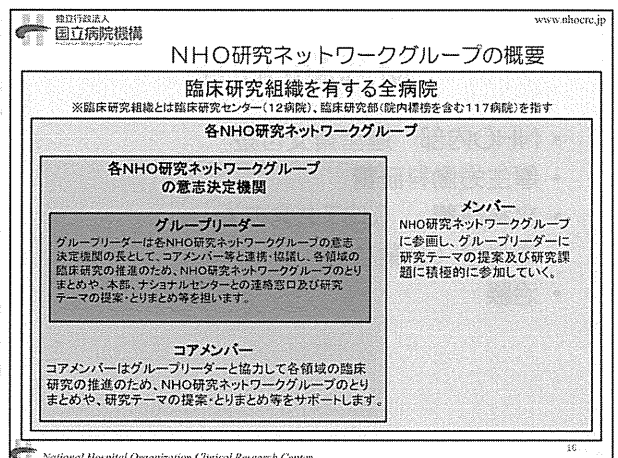 独立行政法人
国立病院機構
National Hospital Organization
www.nhocrc.jp
NHO研究ネットワークグループの概要
臨床研究組織を有する全病院
※臨床研究組織とは臨床研究センター(12病院)、臨床研究部(院内標榜を含む117病院)を指す
各NHO研究ネットワークグループ
各NHO研究ネットワークグループ
の意志決定機関
グループリーダー
グループリーダーは各NHO研究ネットワークグループの意志
決定機関の長として、コアメンバー等と連携・協議し、各領域の
臨床研究の推進のため、NHO研究ネットワークグループのとり
まとめや、本部、ナショナルセンターとの連絡窓口及び研究
テーマの提案・とりまとめ等を担います。
コアメンバー
コアメンバーはグループリーダーと協力して各領域の臨床
研究の推進のため、NHO研究ネットワークグループのとり
まとめや、研究テーマの提案・とりまとめ等をサポートします。
メンバー
NHO研究ネットワークグループ
に参画し、グループリーダーに
研究テーマの提案及び研究課
題に積極的に参加していく。
National Hospital Organization Clinical Research Center
16